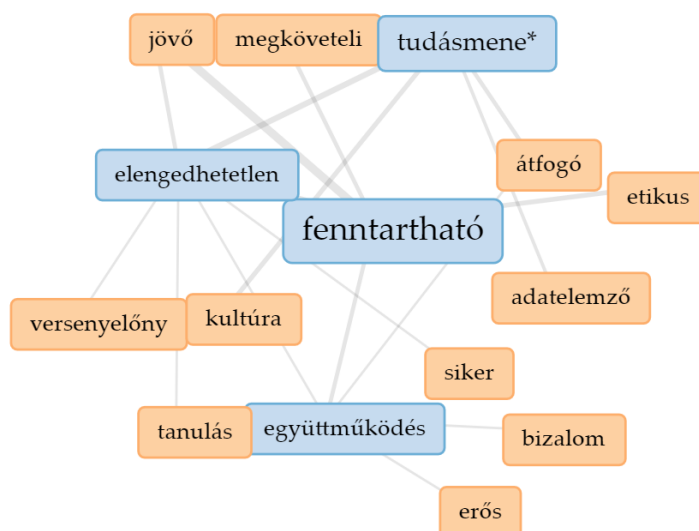 jövő
megköveteli
tudásmene*
elengedhetetlen
átfogó
etikus
fenntartható
adatelemző
versenyelőny
kultúra
siker
tanulás
együttműködés
bizalom
erős